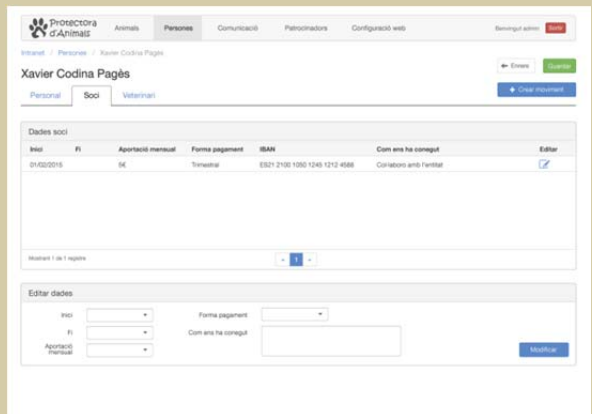 Protectora d'Animals
Animals Persones Comunicació Patrocinadors Configuració web Benvingut admin Sortir
Intranet / Persones / Xavier Codina Pagès
Xavier Codina Pagès
Enrere Guardar
Personal Soci Veterinari
Crear moviment
Dades soci
Inici Fi Aportació mensual Forma pagament IBAN Com ens ha conegut Editar
01/02/2015 5€ Trimestral ES21 2100 1050 1245 1212 4588 Col·laboro amb l'entitat
Mostrant 1 de 1 registre
« 1 »
Editar dades
Inici Forma pagament
Fi Com ens ha conegut
Aportació mensual
Modificar